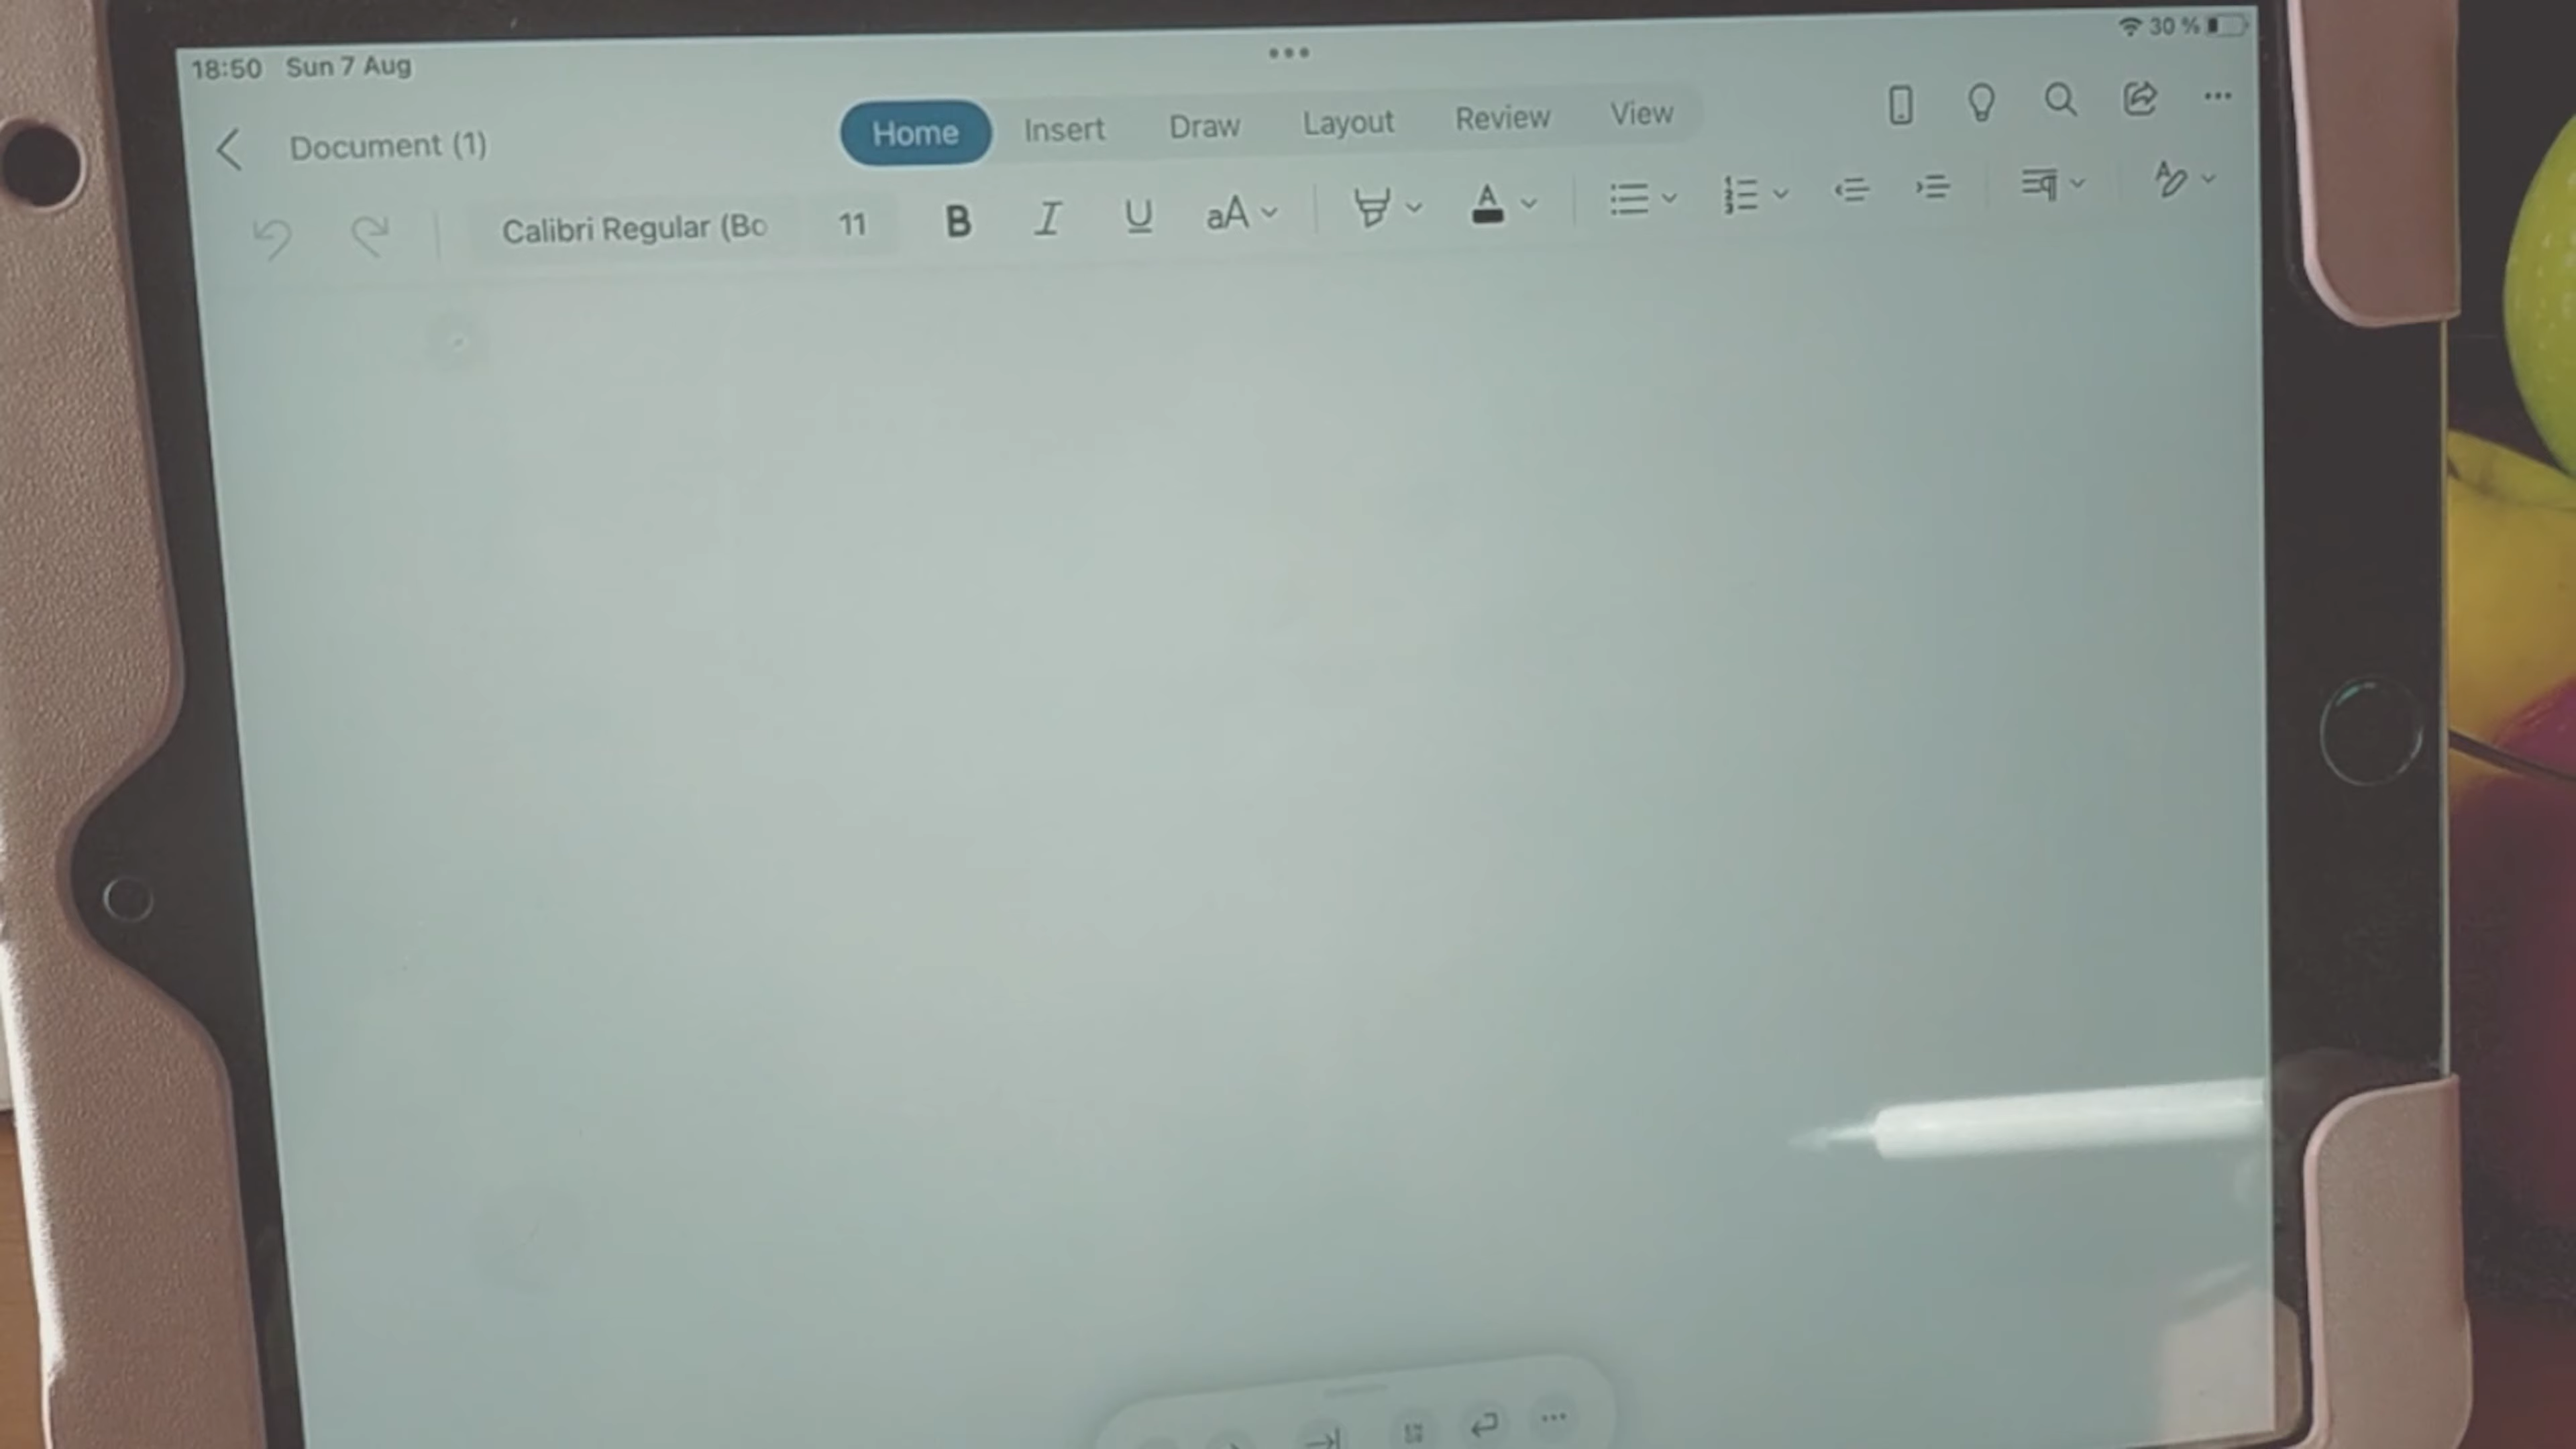 18:50 Sun 7 Aug
30 %
Document (1)
Home Insert Draw Layout Review View
Calibri Regular (Bo 11 B I U aA A